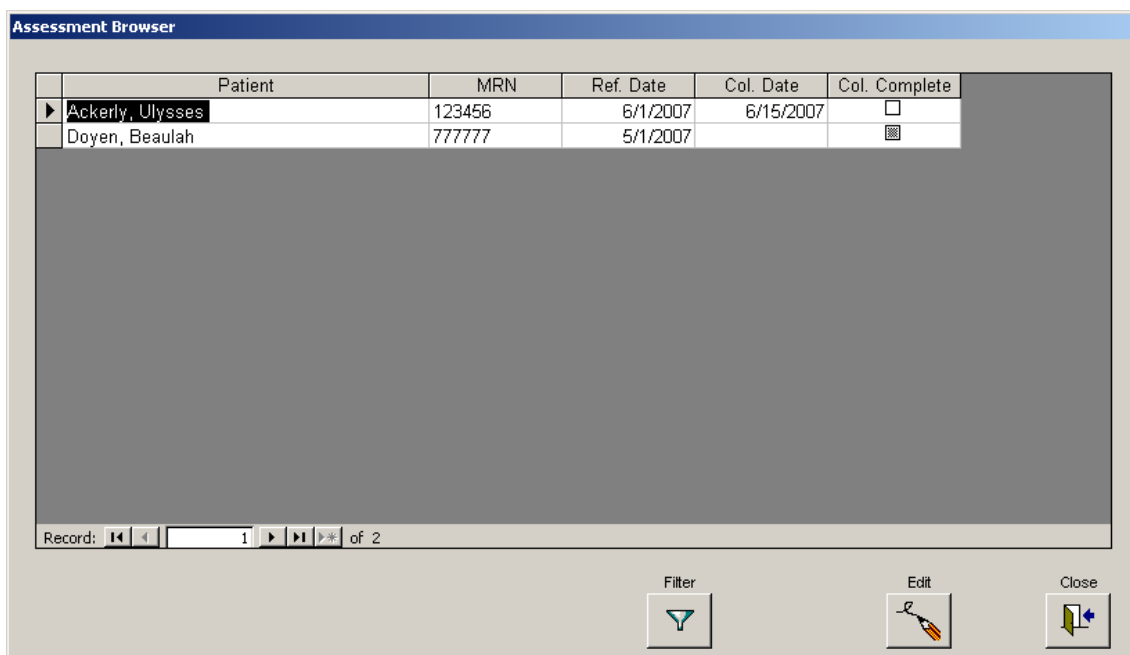 Assessment Browser
Patient MRN Ref. Date Col. Date Col. Complete
Ackerly, Ulysses 123456 6/1/2007 6/15/2007
Doyen, Beaulah 777777 5/1/2007
Record: 1 of 2
Filter Edit Close